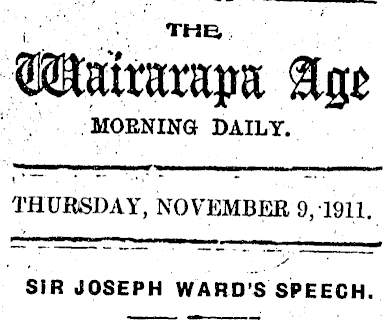 THE
Wairarapa Age
MORNING DAILY.
THURSDAY, NOVEMBER 9, 1911.
SIR JOSEPH WARD'S SPEECH.